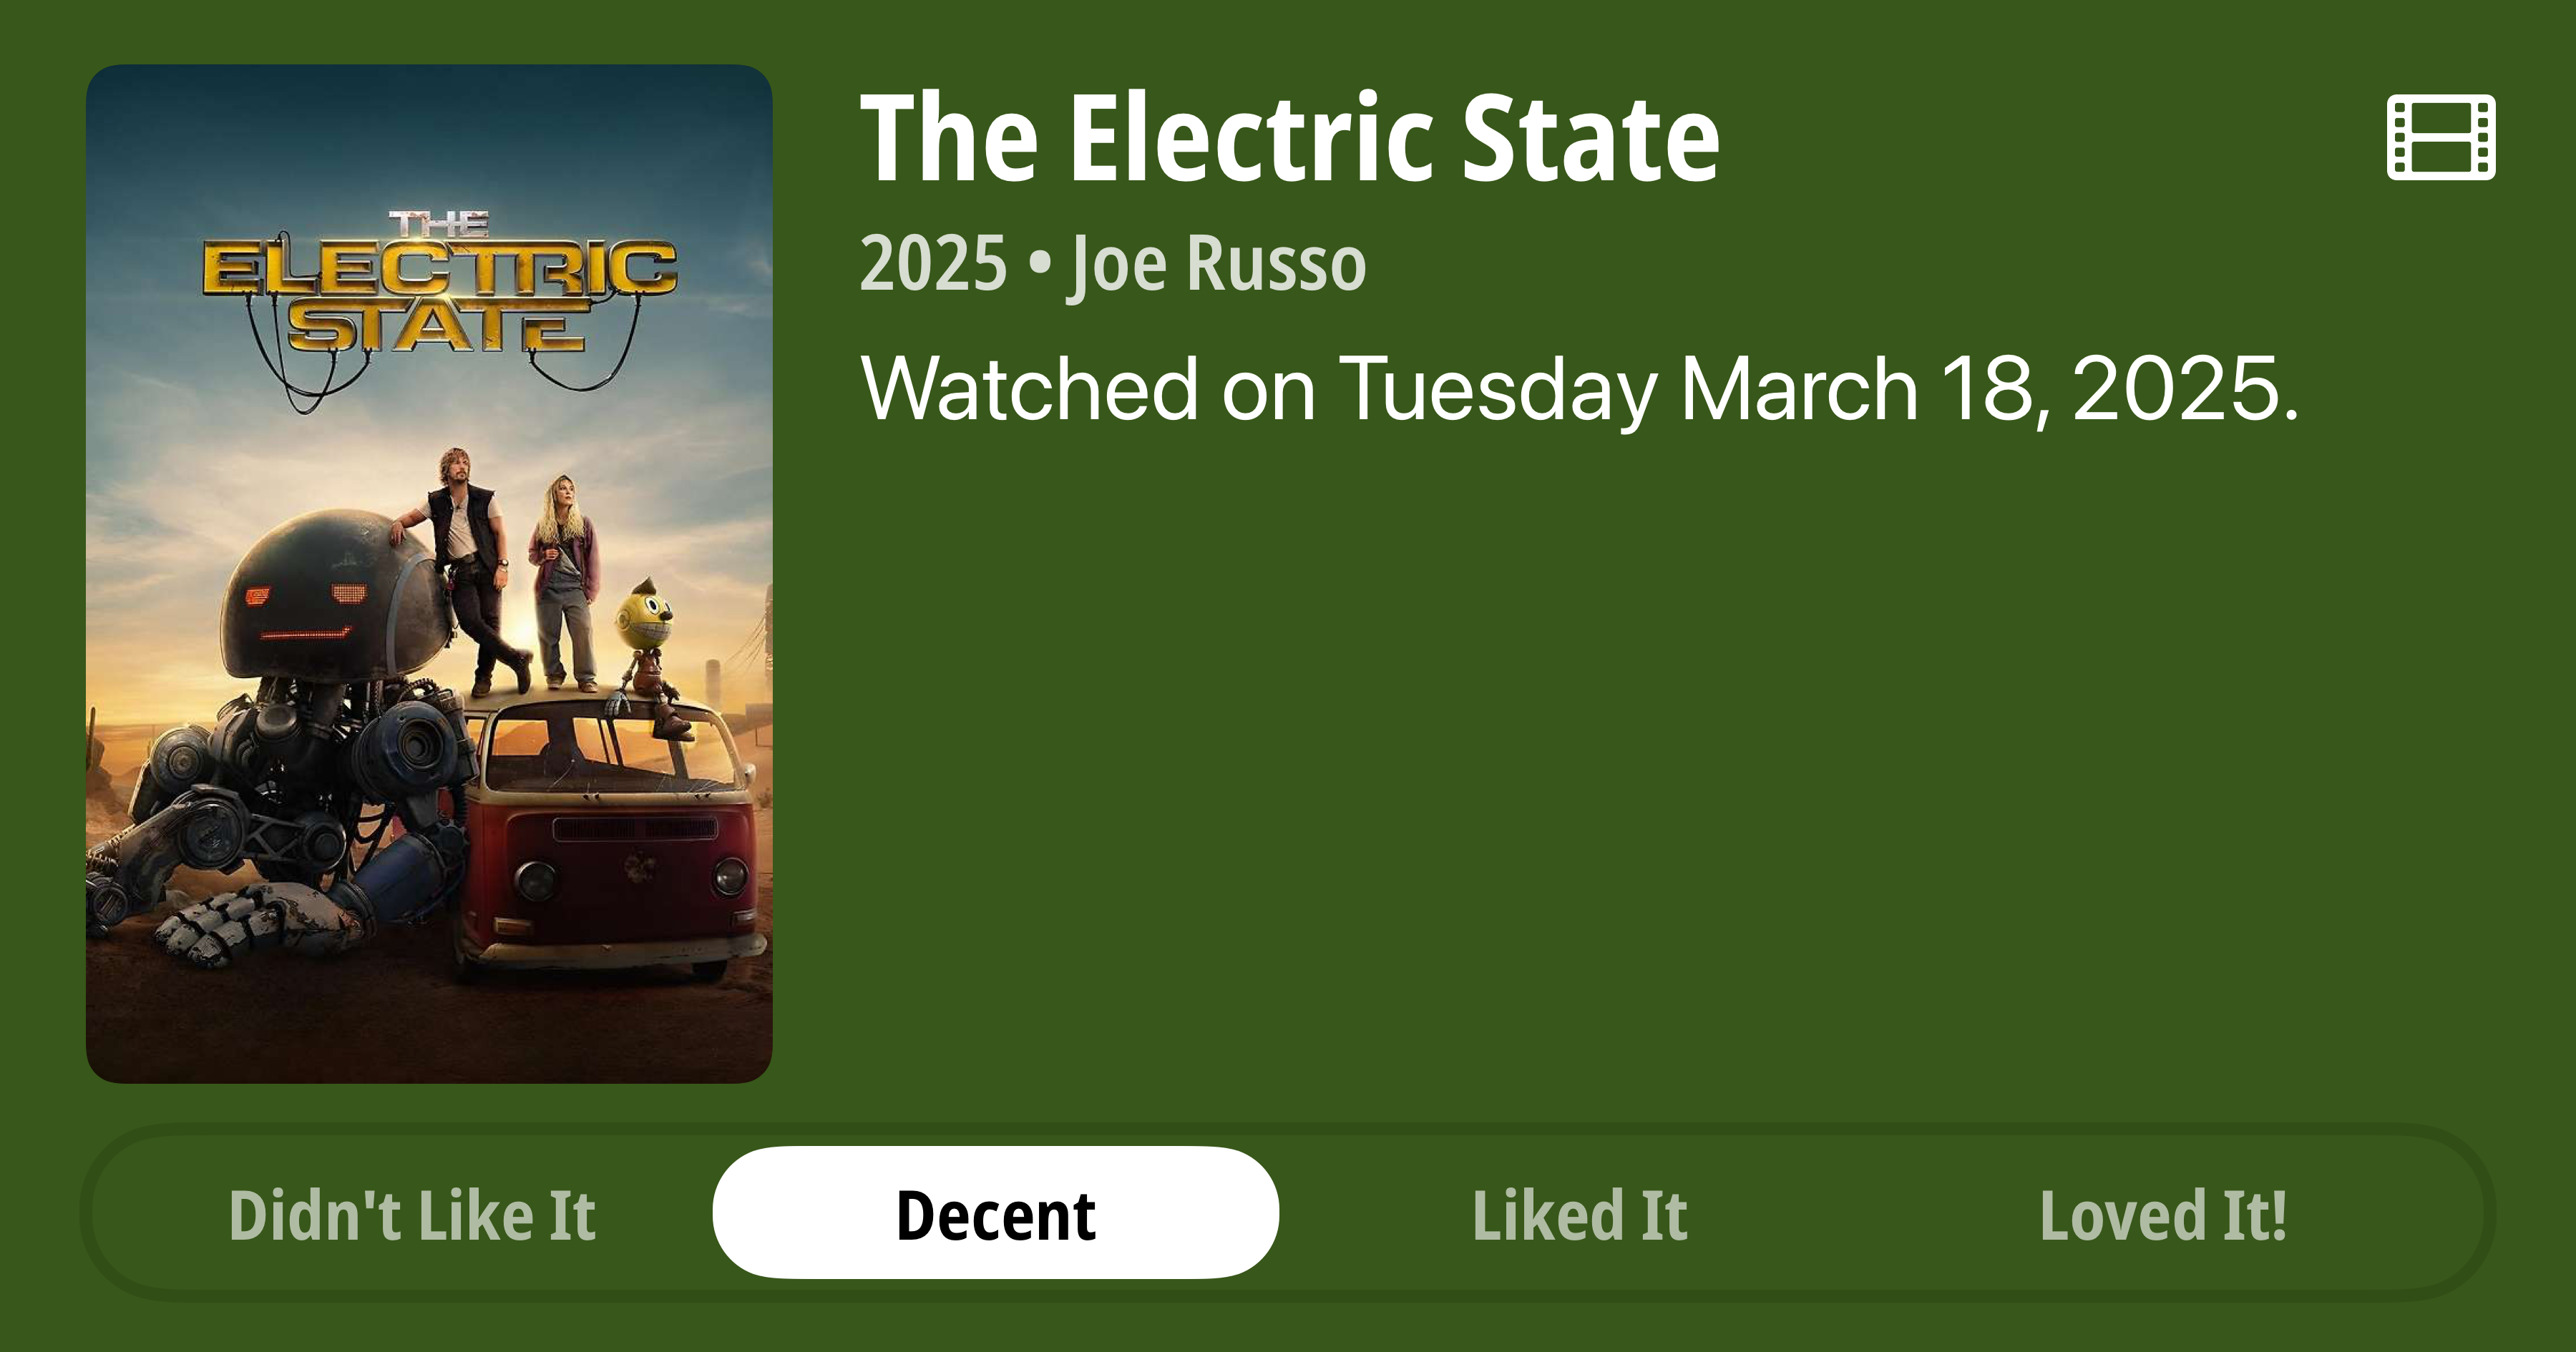 THE
ELECTRIC
STATE
The Electric State
2025 • Joe Russo
Watched on Tuesday March 18, 2025.
Didn't Like It
Decent
Liked It
Loved It!